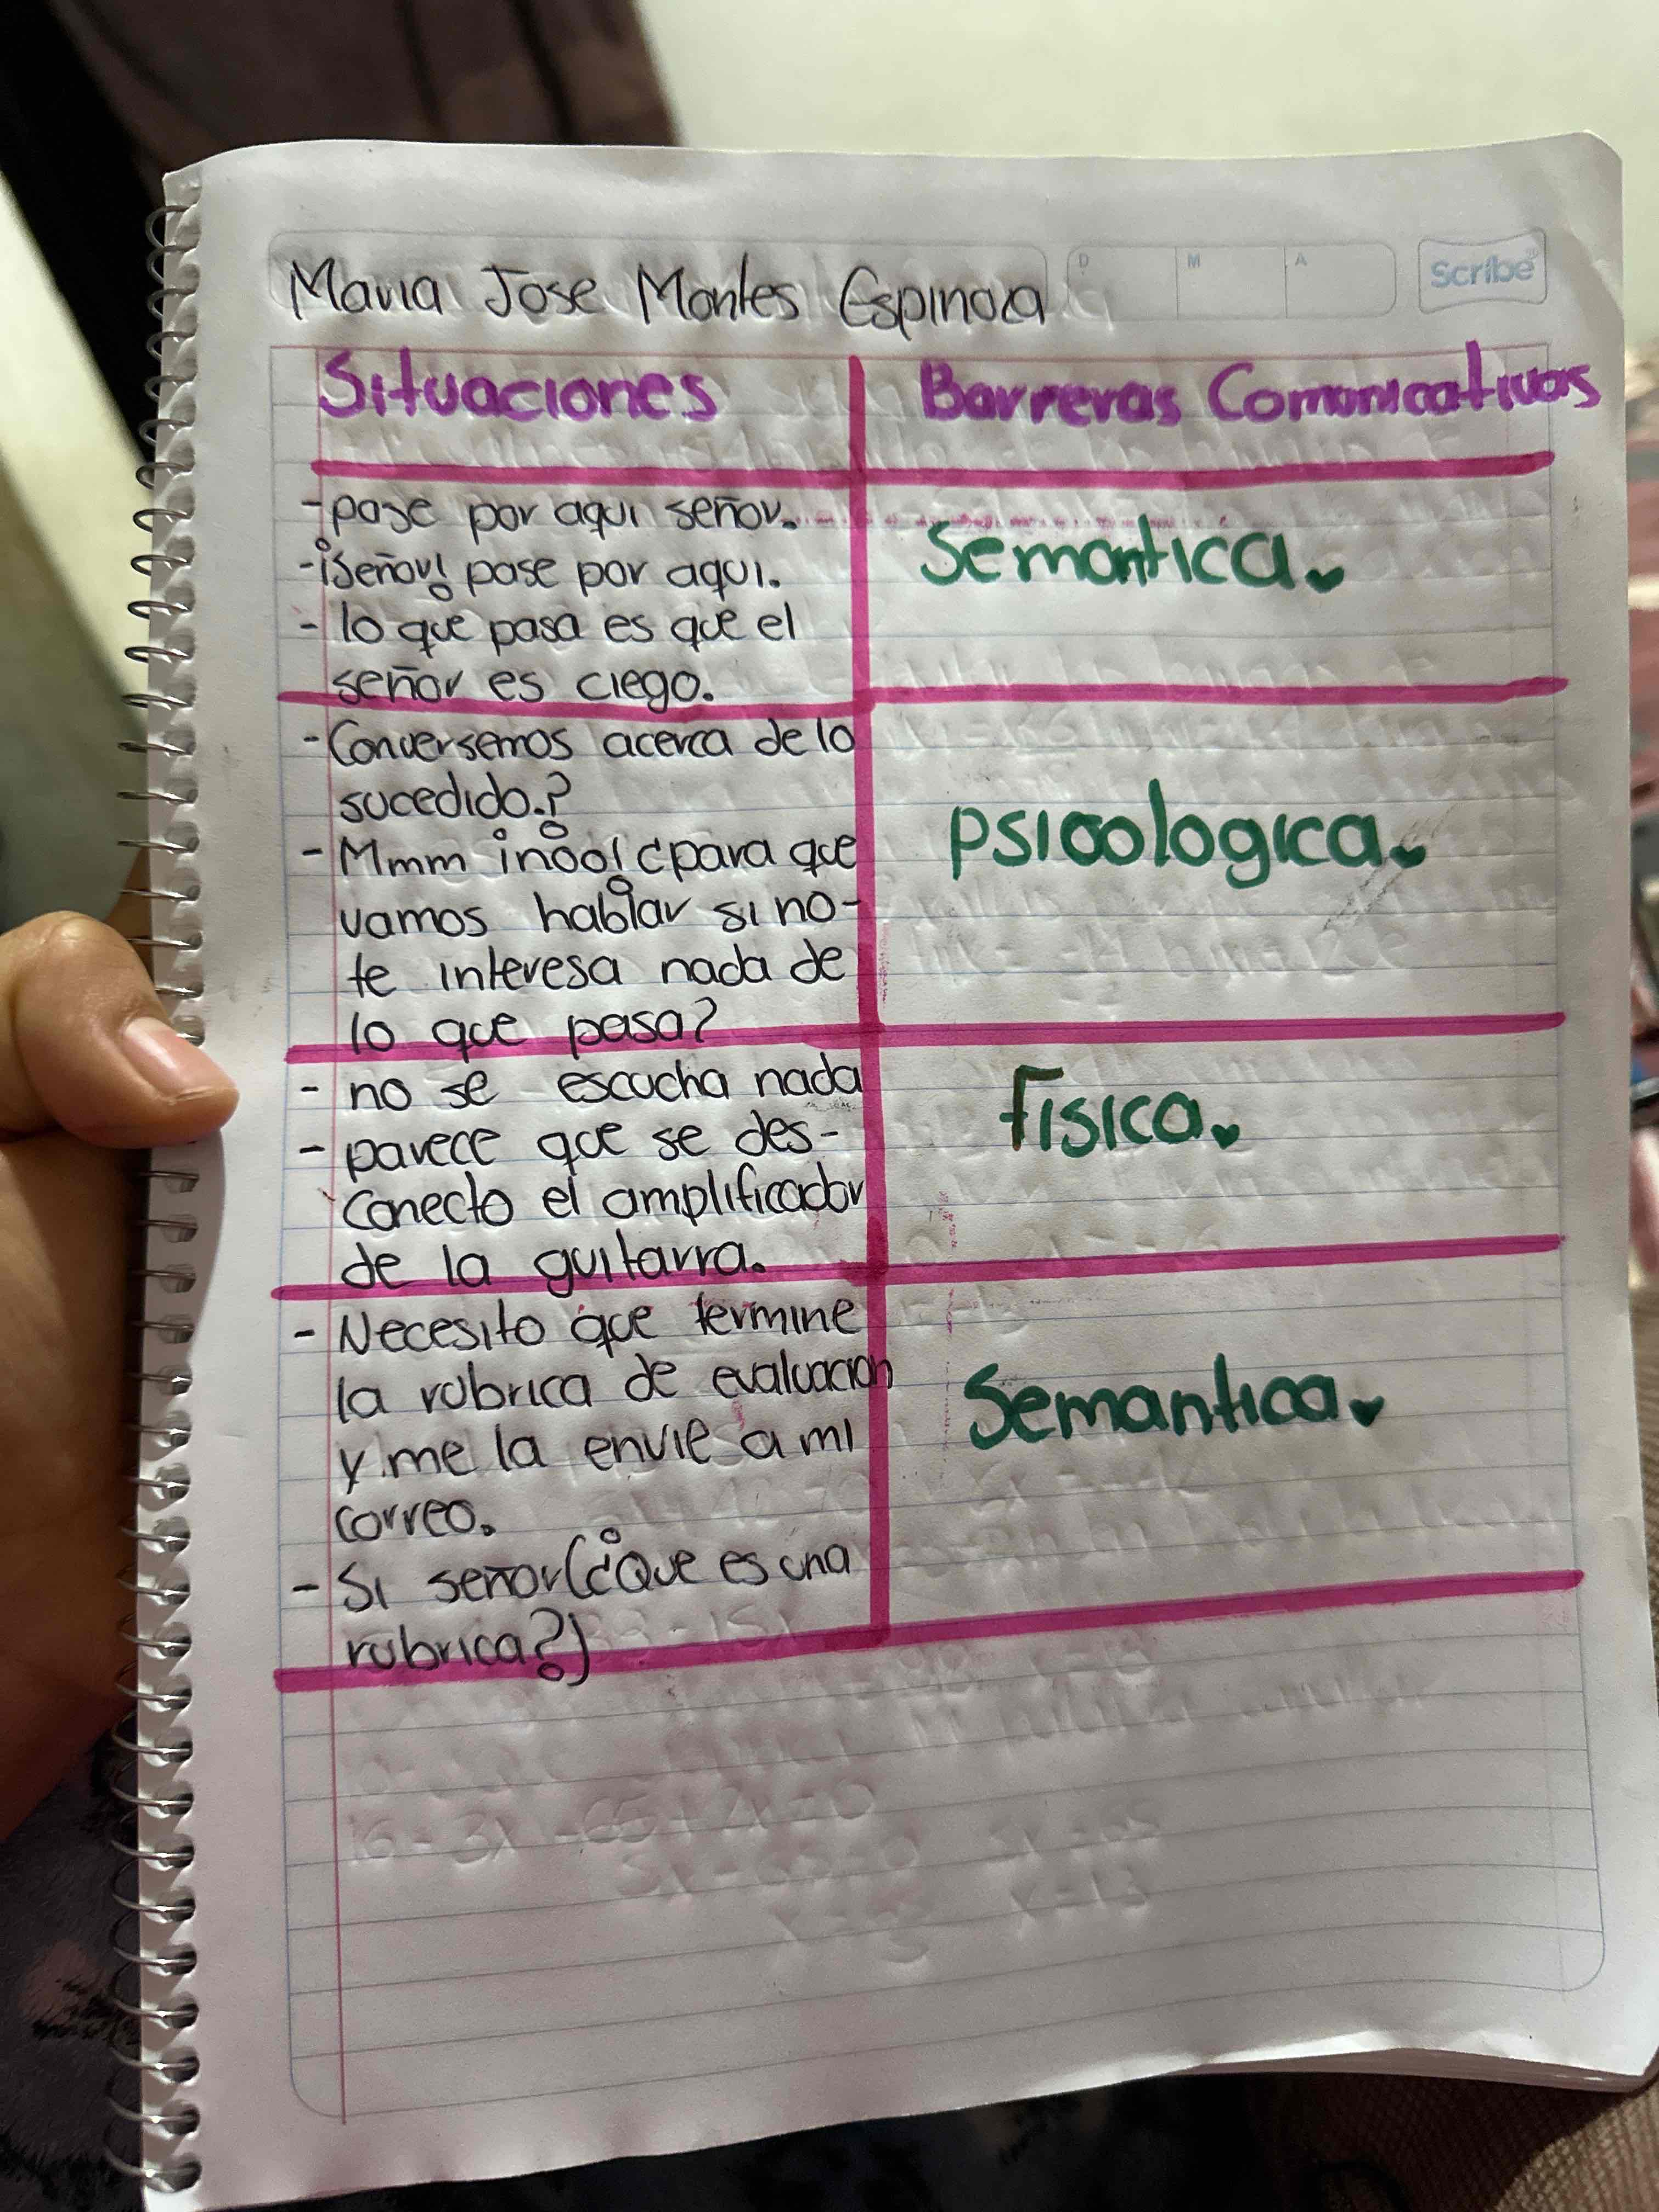 Maria Jose Montes Espinoza
D M A
Scribe
Situaciones
Barreras Comonicativas
- pase por aqui señor.
- ¡Señor! pase por aqui.
- lo que pasa es que el
señor es ciego.
Semantica.
- Conversemos acerca de lo
sucedido.?
- Mmm ¡noo! ¿para que
vamos hablar si no-
te interesa nada de
lo que pasa?
psicologica.
- no se escucha nada
- parece que se des-
conecto el amplificador
de la guitarra.
Fisica.
- Necesito que termine
la rubrica de evaluacion
y me la envie a mi
correo.
- Si señor (¿Que es una
rubrica?)
Semantica.